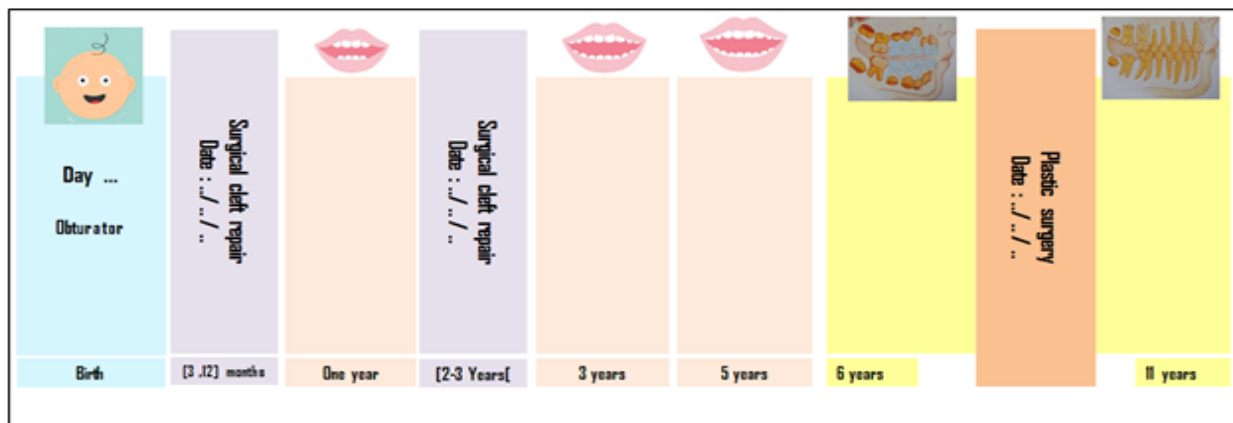 Day ...
Obturator
Birth
Surgical cleft repair
Date : ../ .. / ..
[3 ,12] months
One year
Surgical cleft repair
Date : ../ .. / ..
[2-3 Years[
3 years
5 years
6 years
Plastic surgery
Date : ../ .. / ..
11 years